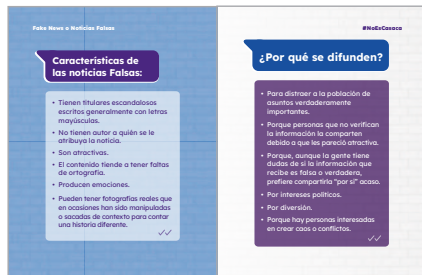 Fake News o Noticias Falsas
Características de
las noticias Falsas:
• Tienen titulares escandalosos
escritos generalmente con letras
mayúsculas.
• No tienen autor a quién se le
atribuya la noticia.
• Son atractivas.
• El contenido tiende a tener faltas
de ortografía.
• Producen emociones.
• Pueden tener fotografías reales que
en ocasiones han sido manipuladas
o sacadas de contexto para contar
una historia diferente.
#NoEsCasaca
¿Por qué se difunden?
• Para distraer a la población de
asuntos verdaderamente
importantes.
• Porque personas que no verifican
la información la comparten
debido a que les pareció atractiva.
• Porque, aunque la gente tiene
dudas de si la información que
recibe es falsa o verdadera,
prefiere compartirla "por si" acaso.
• Por intereses políticos.
• Por diversión.
• Porque hay personas interesadas
en crear caos o conflictos.